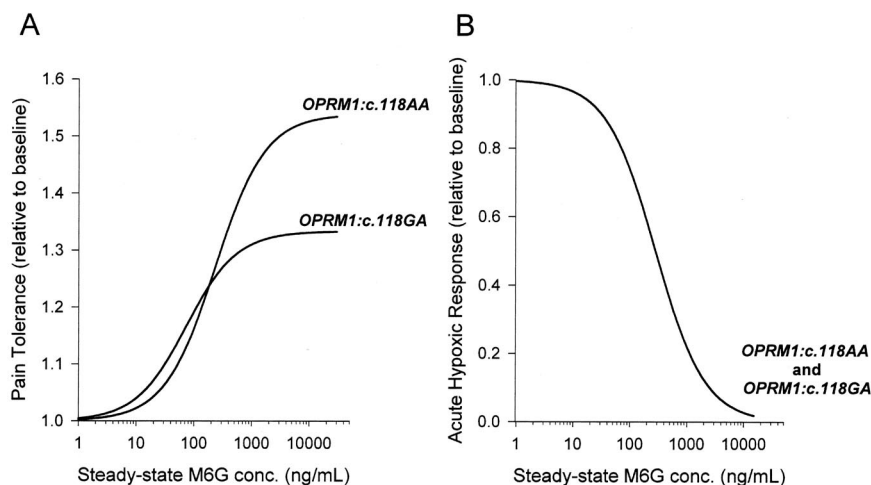 A
Pain Tolerance (relative to baseline)
1.6
1.5
1.4
1.3
1.2
1.1
1.0
OPRM1:c.118AA
OPRM1:c.118GA
1 10 100 1000 10000
Steady-state M6G conc. (ng/mL)
B
Acute Hypoxic Response (relative to baseline)
1.0
0.8
0.6
0.4
0.2
0.0
OPRM1:c.118AA
and
OPRM1:c.118GA
1 10 100 1000 10000
Steady-state M6G conc. (ng/mL)